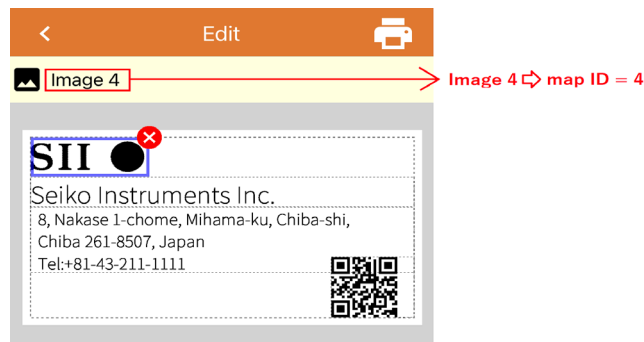 Edit
Image 4
Image 4 ⇨ map ID = 4
SII
Seiko Instruments Inc.
8, Nakase 1-chome, Mihama-ku, Chiba-shi,
Chiba 261-8507, Japan
Tel:+81-43-211-1111